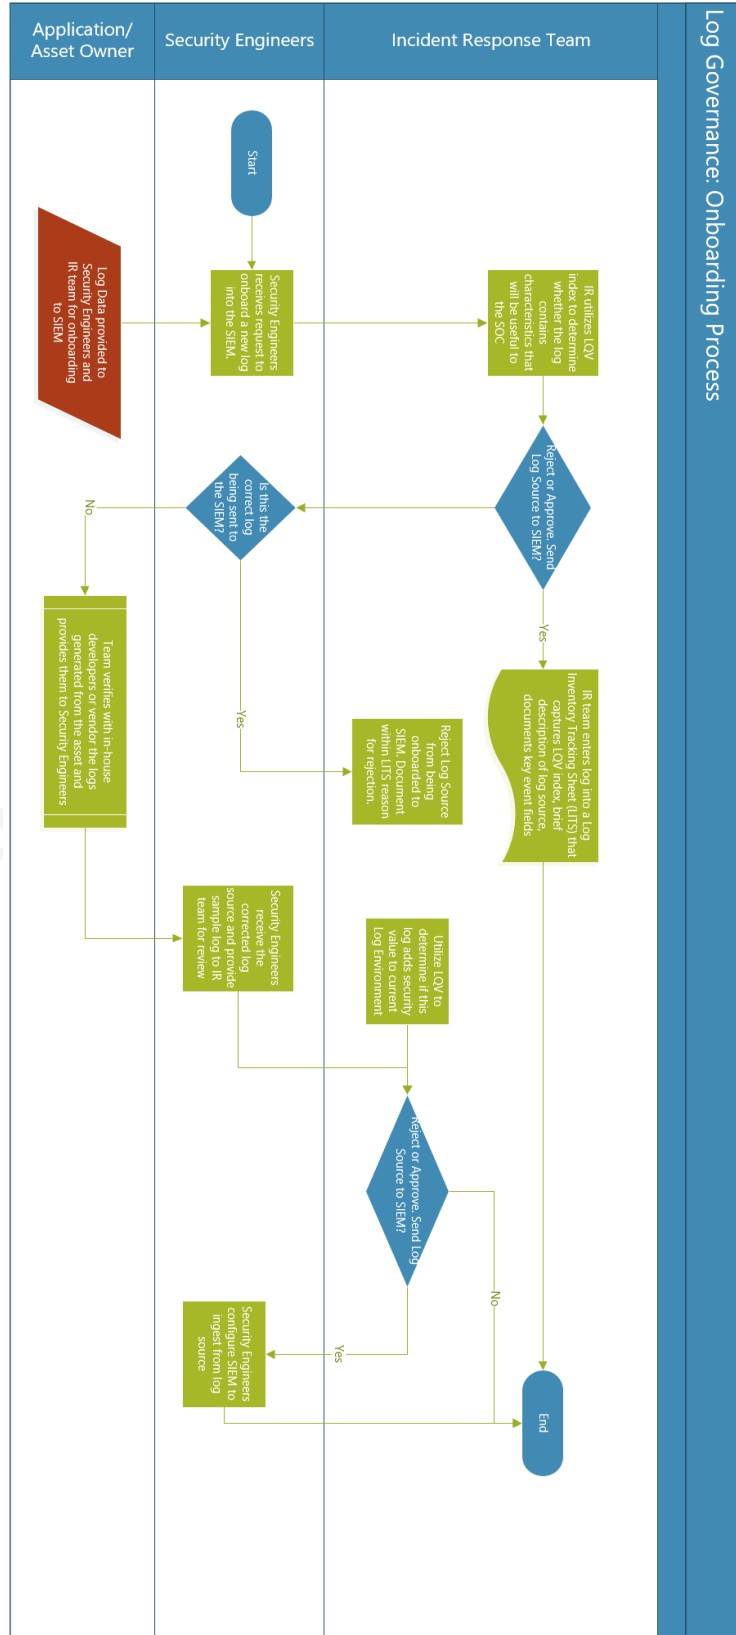 Log Governance: Onboarding Process
Application/
Asset Owner
Security Engineers
Incident Response Team
Start
Log Data provided to
Security Engineers and
IR team for onboarding
to SIEM
Security Engineers
receives request to
onboard a new log
into the SIEM.
IR utilizes LQV
index to determine
whether the log
contains
characteristics that
will be useful to
the SOC
Reject or Approve. Send
Log Source to SIEM?
Is this the
correct log
being sent to
the SIEM?
No
Yes
Yes
Team verifies with in-house
developers or vendor the logs
generated from the asset and
provides them to Security Engineers
Reject Log Source
from being
onboarded to
SIEM. Document
within LITS reason
for rejection.
IR team enters log into a Log
Inventory Tracking Sheet (LITS) that
captures LQV index, brief
description of log source,
documents key event fields
Security Engineers
receive the
corrected log
source and provide
sample log to IR
team for review
Utilize LQV to
determine if this
log adds security
value to current
Log Environment
Reject or Approve. Send Log
Source to SIEM?
No
Yes
Security Engineers
configure SIEM to
ingest from log
source
End